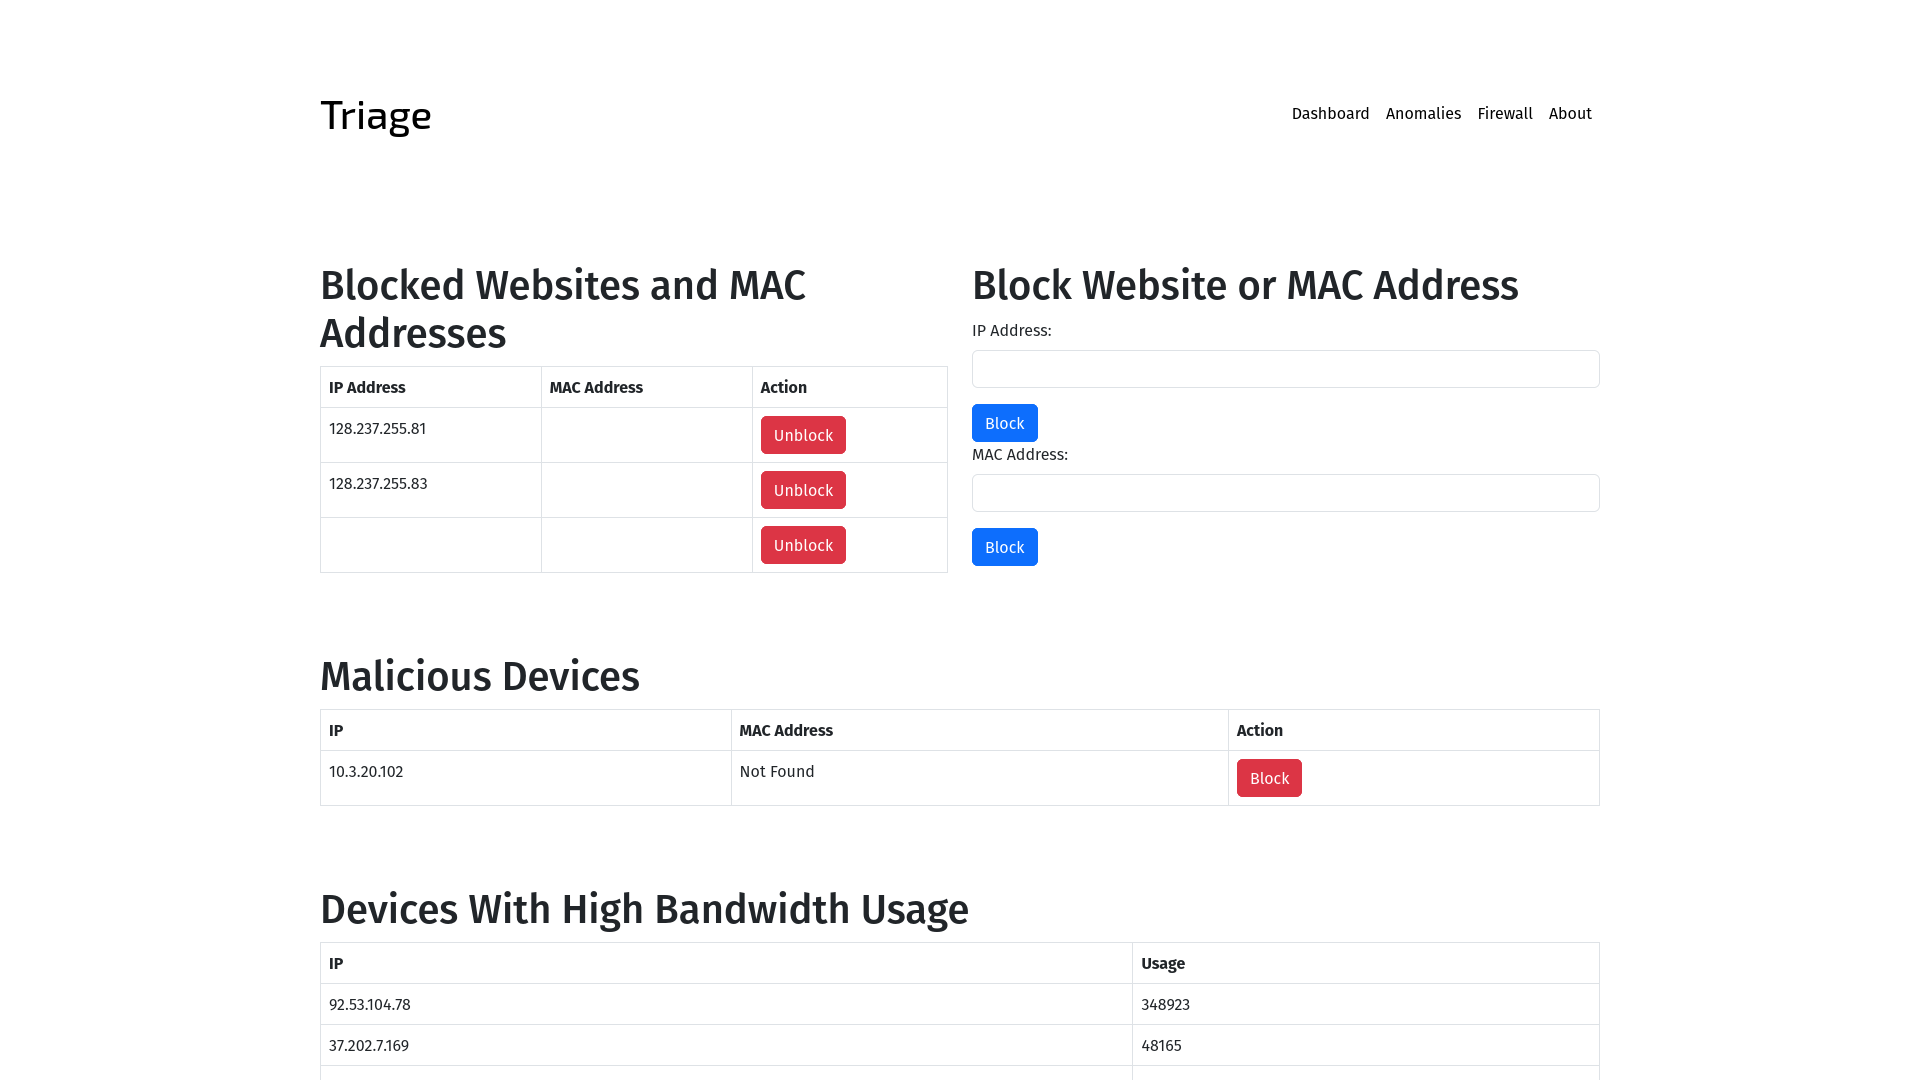 Triage
Dashboard Anomalies Firewall About
Blocked Websites and MAC
Addresses
IP Address MAC Address Action
128.237.255.81 Unblock
128.237.255.83 Unblock
Unblock
Block Website or MAC Address
IP Address:
Block
MAC Address:
Block
Malicious Devices
IP MAC Address Action
10.3.20.102 Not Found Block
Devices With High Bandwidth Usage
IP Usage
92.53.104.78 348923
37.202.7.169 48165